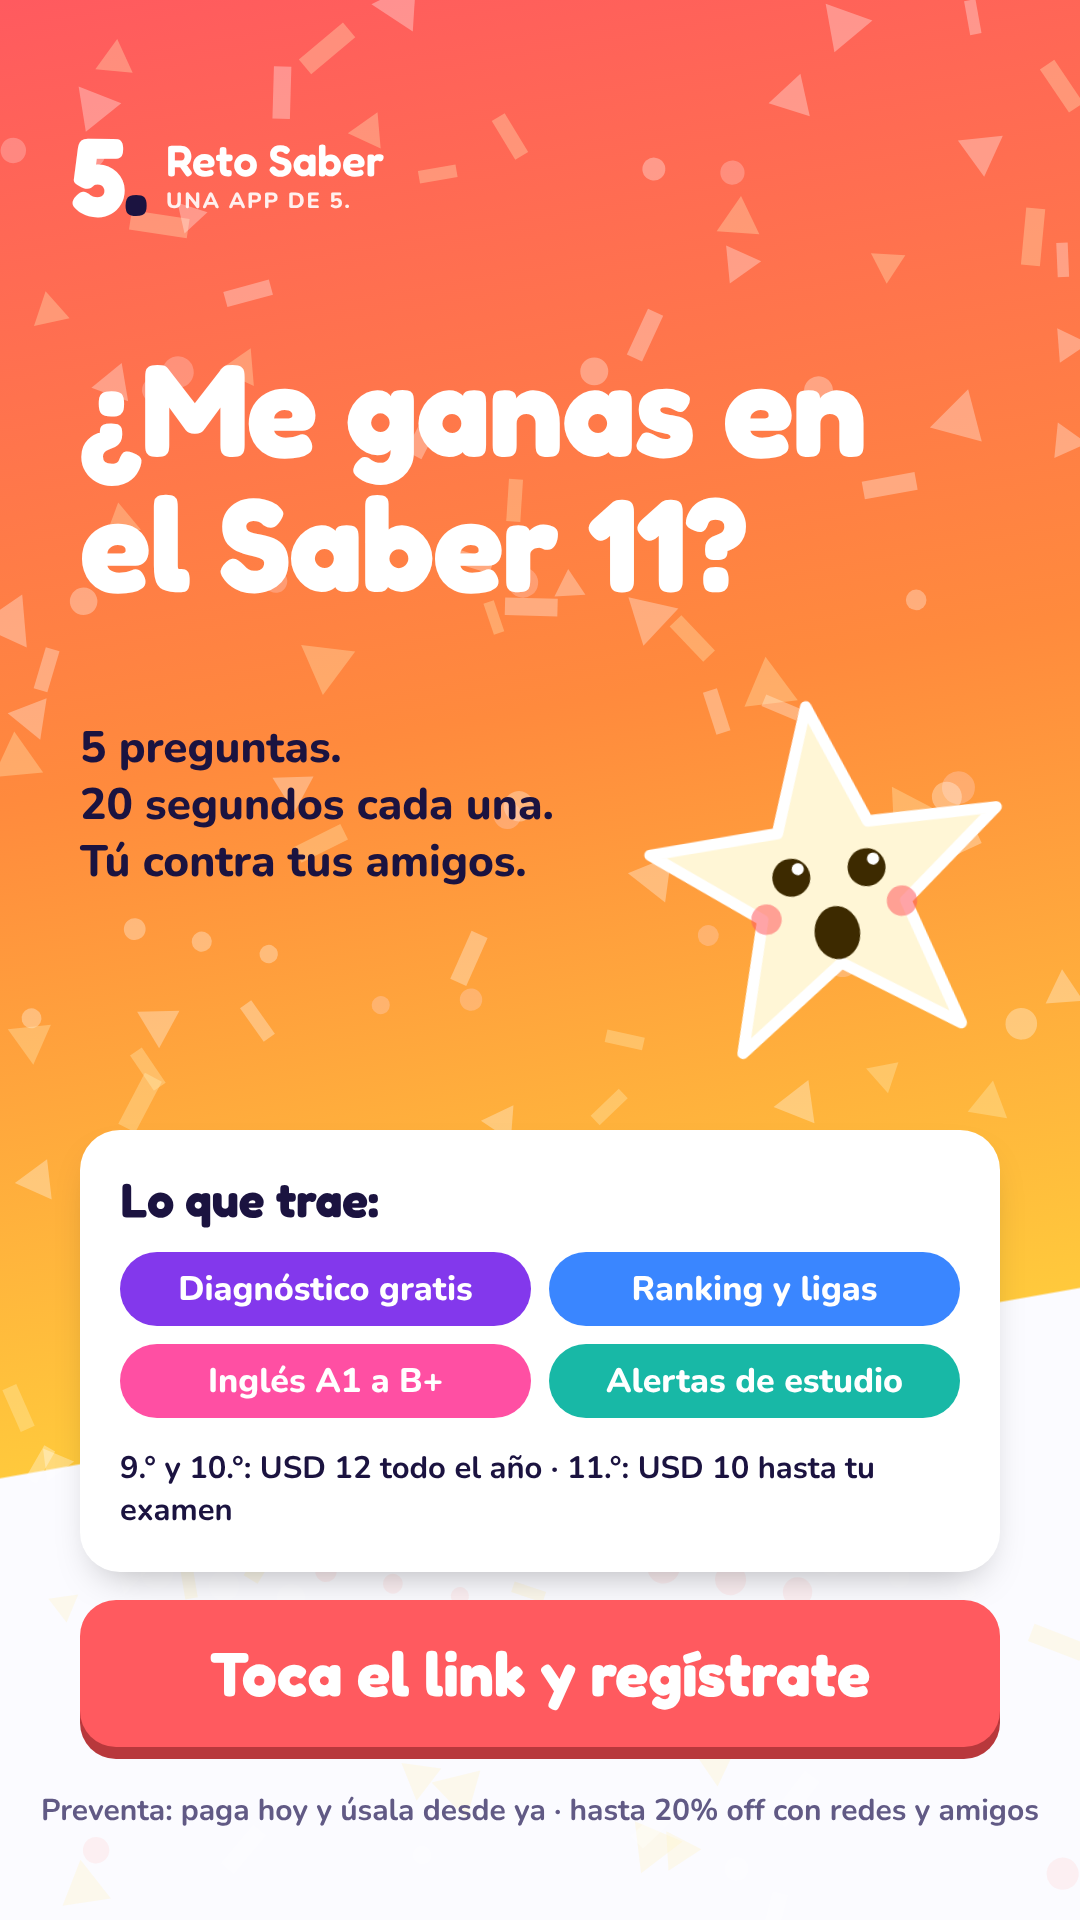 5.
Reto Saber
UNA APP DE 5.
¿Me ganas en
el Saber 11?
5 preguntas.
20 segundos cada una.
Tú contra tus amigos.
Lo que trae:
Diagnóstico gratis
Ranking y ligas
Inglés A1 a B+
Alertas de estudio
9.° y 10.°: USD 12 todo el año · 11.°: USD 10 hasta tu
examen
Toca el link y regístrate
Preventa: paga hoy y úsala desde ya · hasta 20% off con redes y amigos